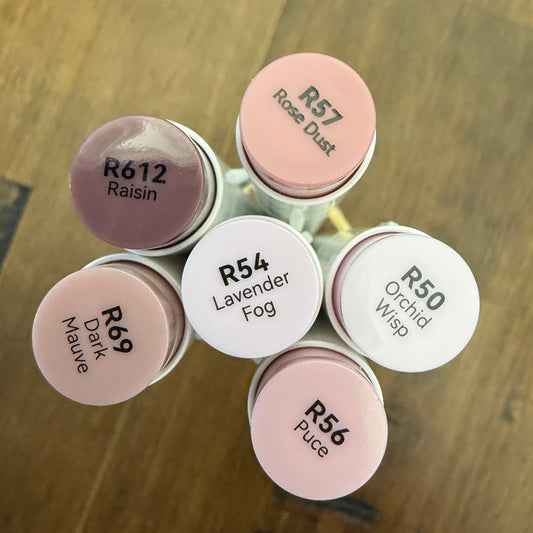 R57
Rose Dust
R612
Raisin
R54
Lavender
Fog
R50
Orchid
Wisp
R69
Dark
Mauve
R56
Puce